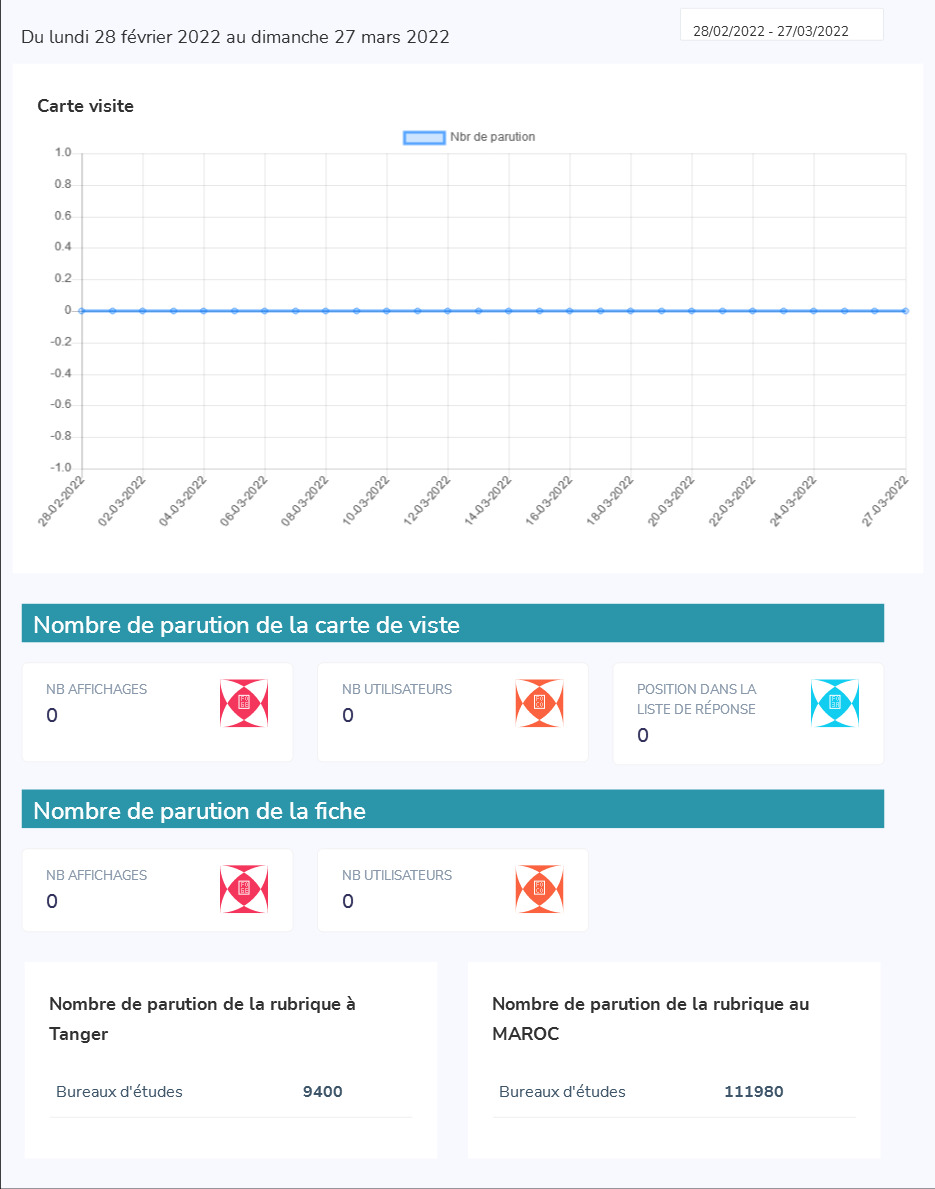 Du lundi 28 février 2022 au dimanche 27 mars 2022
28/02/2022 - 27/03/2022
Carte visite
Nbr de parution
1.0
0.8
0.6
0.4
0.2
0
-0.2
-0.4
-0.6
-0.8
-1.0
28-02-2022
02-03-2022
04-03-2022
06-03-2022
08-03-2022
10-03-2022
12-03-2022
14-03-2022
16-03-2022
18-03-2022
20-03-2022
22-03-2022
24-03-2022
27-03-2022
Nombre de parution de la carte de viste
NB AFFICHAGES
0
NB UTILISATEURS
0
POSITION DANS LA
LISTE DE RÉPONSE
0
Nombre de parution de la fiche
NB AFFICHAGES
0
NB UTILISATEURS
0
Nombre de parution de la rubrique à
Tanger
Bureaux d'études 9400
Nombre de parution de la rubrique au
MAROC
Bureaux d'études 111980